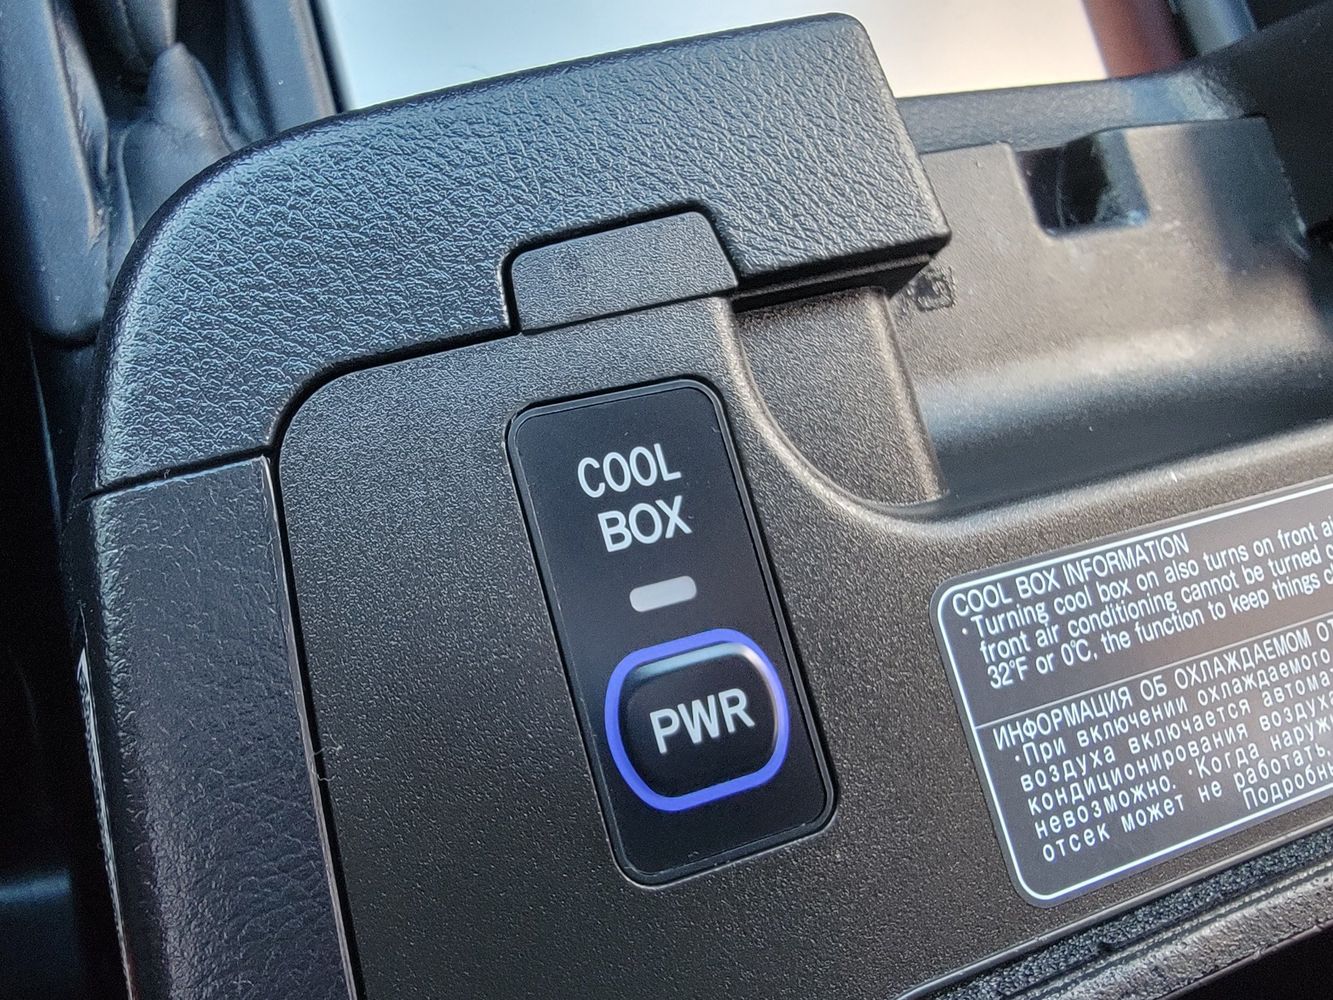 COOL
BOX
PWR
COOL BOX INFORMATION
· Turning cool box on also turns on front
front air conditioning cannot be turned
32°F or 0°C, the function to keep things
ИНФОРМАЦИЯ ОБ ОХЛАЖДАЕМОМ
· При включении охлаждаемого
воздуха включается
кондиционирования воздуха
невозможно. · Когда
отсек может не работать.